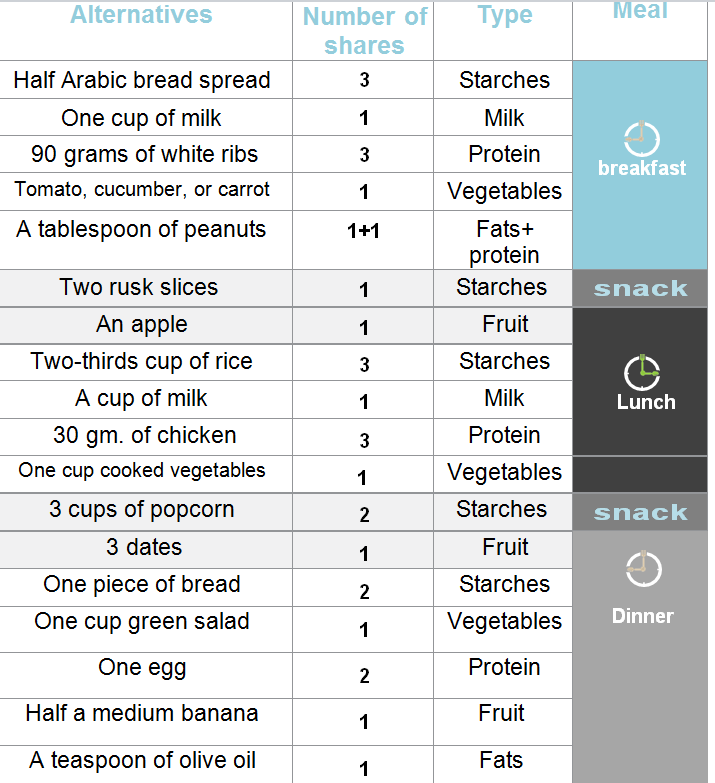 Alternatives Number of shares Type Meal
Half Arabic bread spread 3 Starches
One cup of milk 1 Milk
90 grams of white ribs 3 Protein
breakfast
Tomato, cucumber, or carrot 1 Vegetables
A tablespoon of peanuts 1+1 Fats+ protein
Two rusk slices 1 Starches snack
An apple 1 Fruit
Two-thirds cup of rice 3 Starches
A cup of milk 1 Milk
Lunch
30 gm. of chicken 3 Protein
One cup cooked vegetables 1 Vegetables
3 cups of popcorn 2 Starches snack
3 dates 1 Fruit
One piece of bread 2 Starches
One cup green salad 1 Vegetables
Dinner
One egg 2 Protein
Half a medium banana 1 Fruit
A teaspoon of olive oil 1 Fats